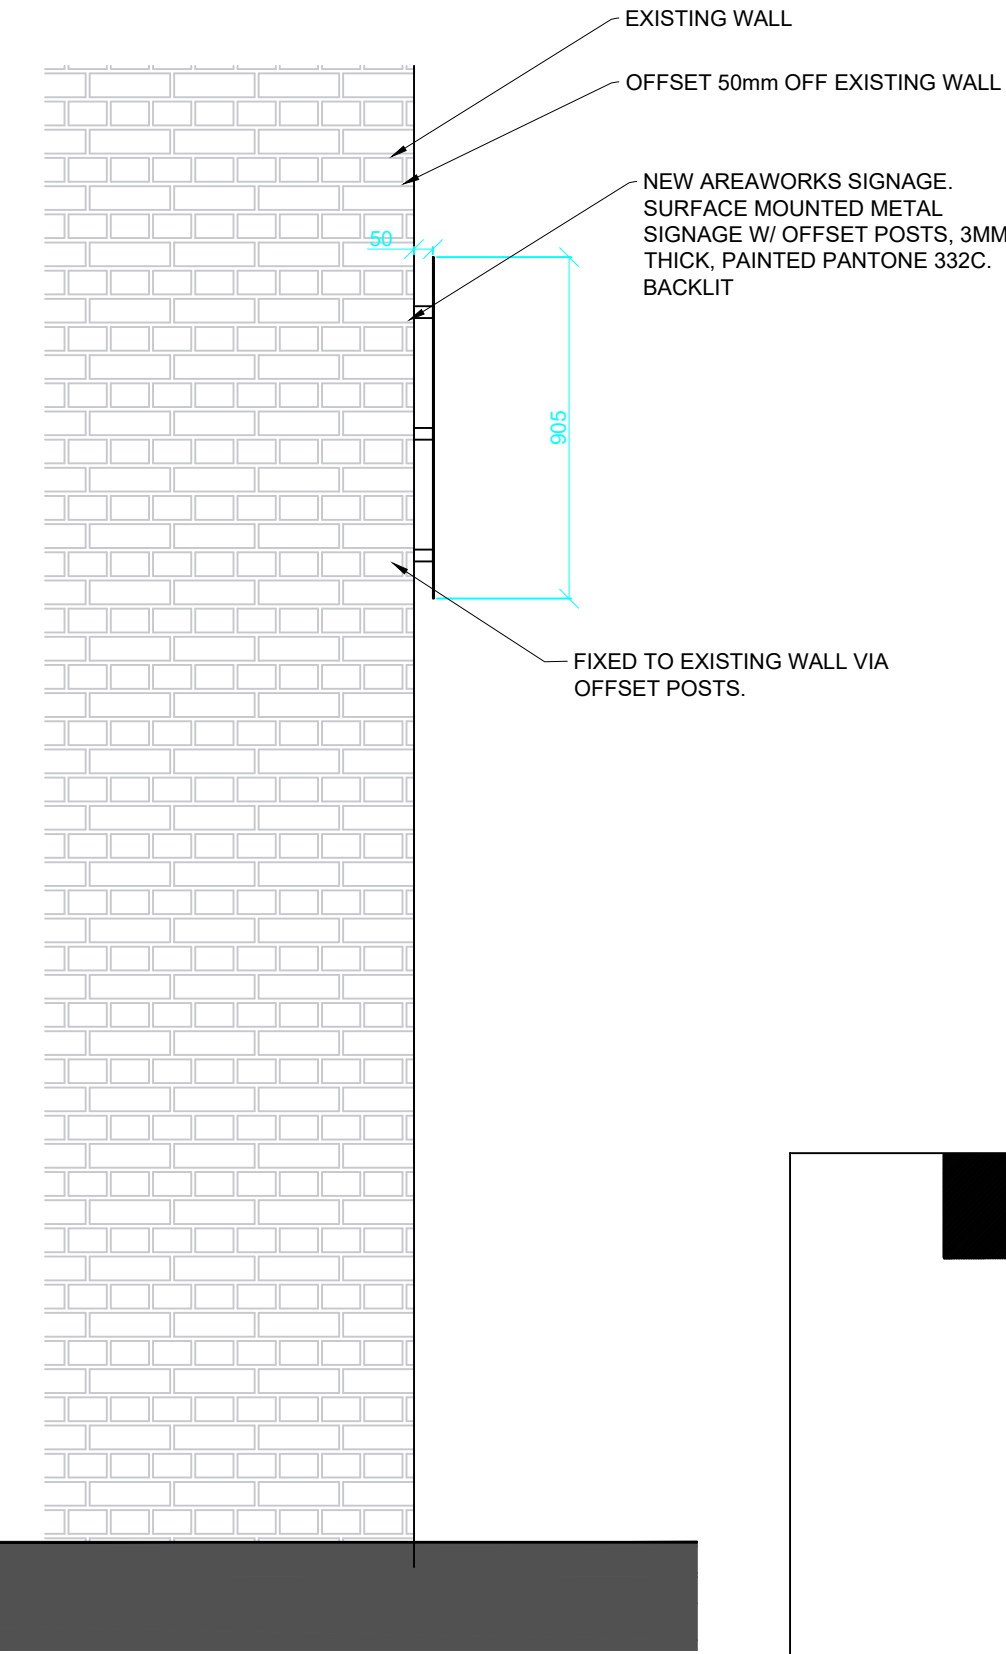 EXISTING WALL
OFFSET 50mm OFF EXISTING WALL
NEW AREAWORKS SIGNAGE.
SURFACE MOUNTED METAL
SIGNAGE W/ OFFSET POSTS, 3MM
THICK, PAINTED PANTONE 332C.
BACKLIT
50
905
FIXED TO EXISTING WALL VIA
OFFSET POSTS.